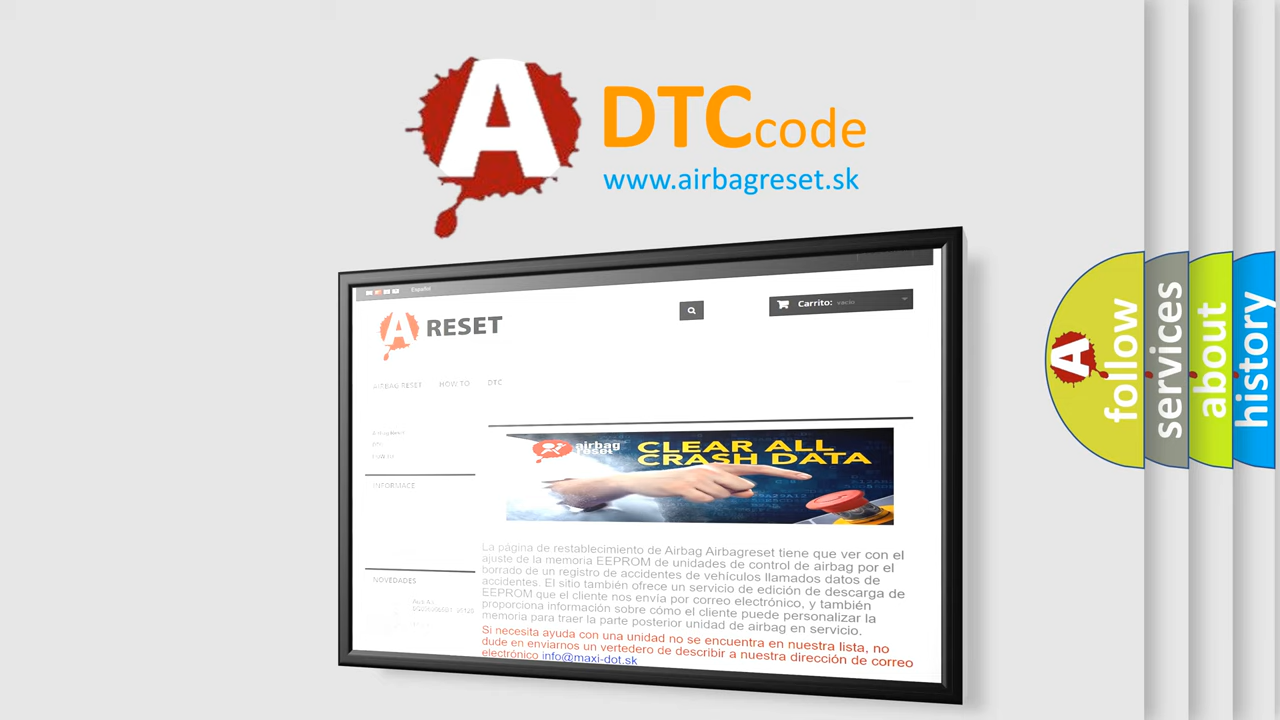 A
DTCcode
www.airbagreset.sk
Español
A RESET
Carrito: vacío
AIRBAG RESET HOW TO DTC
INFORMACE
NOVEDADES
airbag
reset
CLEAR ALL
CRASH DATA
La página de restablecimiento de Airbag Airbagreset tiene que ver con el
ajuste de la memoria EEPROM de unidades de control de airbag por el
borrado de un registro de accidentes de vehículos llamados datos de
accidentes. El sitio también ofrece un servicio de edición de descarga de
EEPROM que el cliente nos envía por correo electrónico, y también
proporciona información sobre cómo el cliente puede personalizar la
memoria para traer la parte posterior unidad de airbag en servicio.
Si necesita ayuda con una unidad no se encuentra en nuestra lista, no
dude en enviarnos un vertedero de describir a nuestra dirección de correo
electrónico info@maxi-dot.sk
A
follow
services
about
history